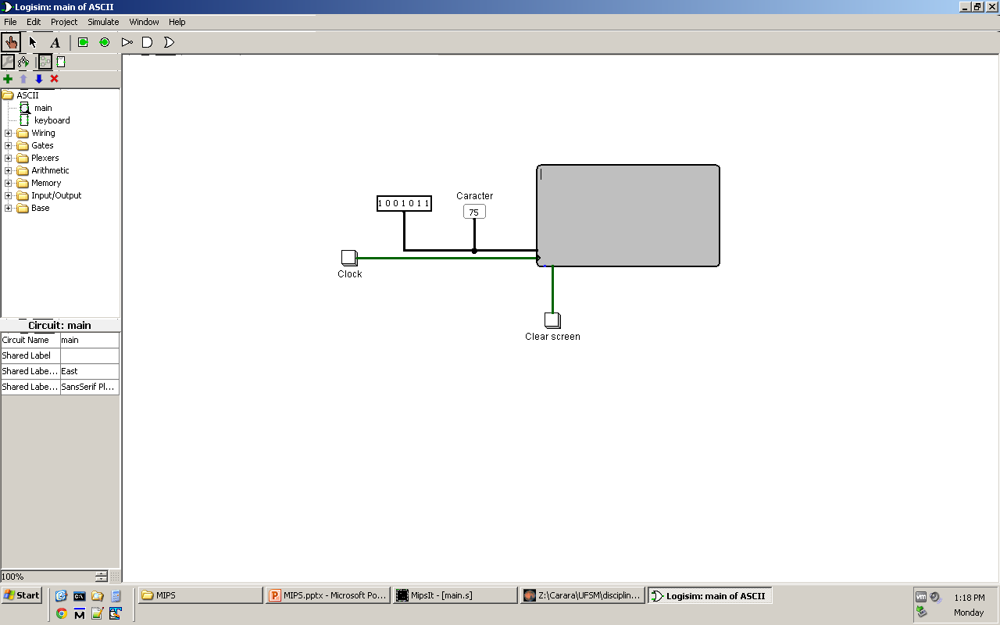 Logisim: main of ASCII
File Edit Project Simulate Window Help
A
ASCII
main
keyboard
Wiring
Gates
Plexers
Arithmetic
Memory
Input/Output
Base
Circuit: main
Circuit Name main
Shared Label
Shared Labe... East
Shared Labe... SansSerif Pl...
100%
1 0 0 1 0 1 1
Caracter
75
Clock
Clear screen
Start
MIPS
MIPS.pptx - Microsoft Po...
MipsIt - [main.s]
Z:\Carara\UFSM\disciplin...
Logisim: main of ASCII
1:18 PM
Monday